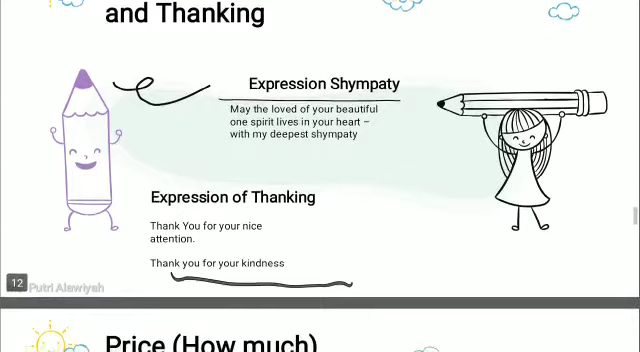 and Thanking
Expression Shympaty
May the loved of your beautiful
one spirit lives in your heart –
with my deepest shympaty
Expression of Thanking
Thank You for your nice
attention.
Thank you for your kindness
12
Putri Alawiyah
Price (How much)